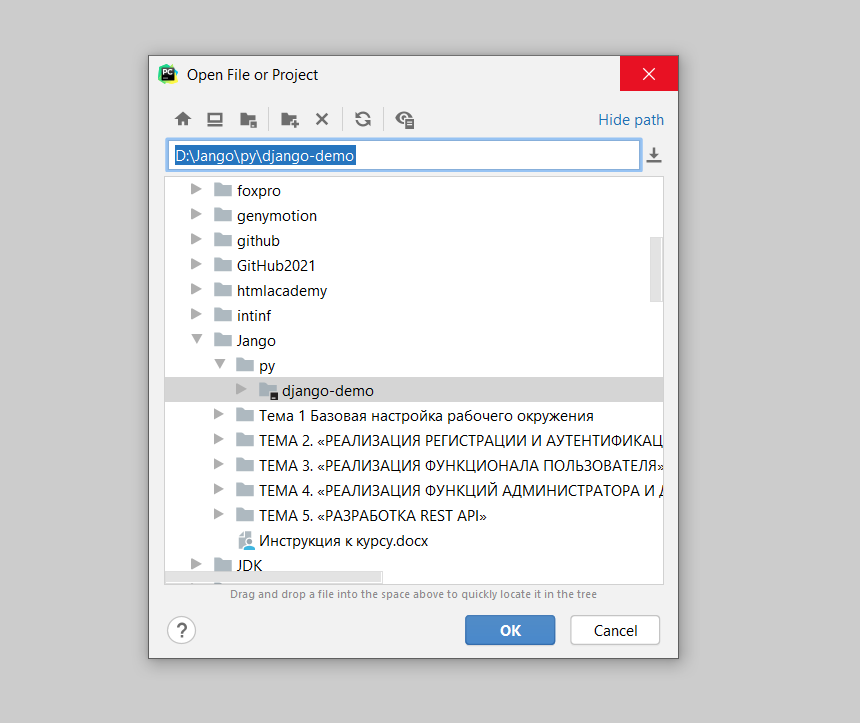 PC
Open File or Project
Hide path
D:\Jango\py\django-demo
foxpro
genymotion
github
GitHub2021
htmlacademy
intinf
Jango
py
django-demo
Тема 1 Базовая настройка рабочего окружения
ТЕМА 2. «РЕАЛИЗАЦИЯ РЕГИСТРАЦИИ И АУТЕНТИФИКАЦ
ТЕМА 3. «РЕАЛИЗАЦИЯ ФУНКЦИОНАЛА ПОЛЬЗОВАТЕЛЯ»
ТЕМА 4. «РЕАЛИЗАЦИЯ ФУНКЦИЙ АДМИНИСТРАТОРА И
ТЕМА 5. «РАЗРАБОТКА REST API»
Инструкция к курсу.docx
JDK
Drag and drop a file into the space above to quickly locate it in the tree
?
OK
Cancel